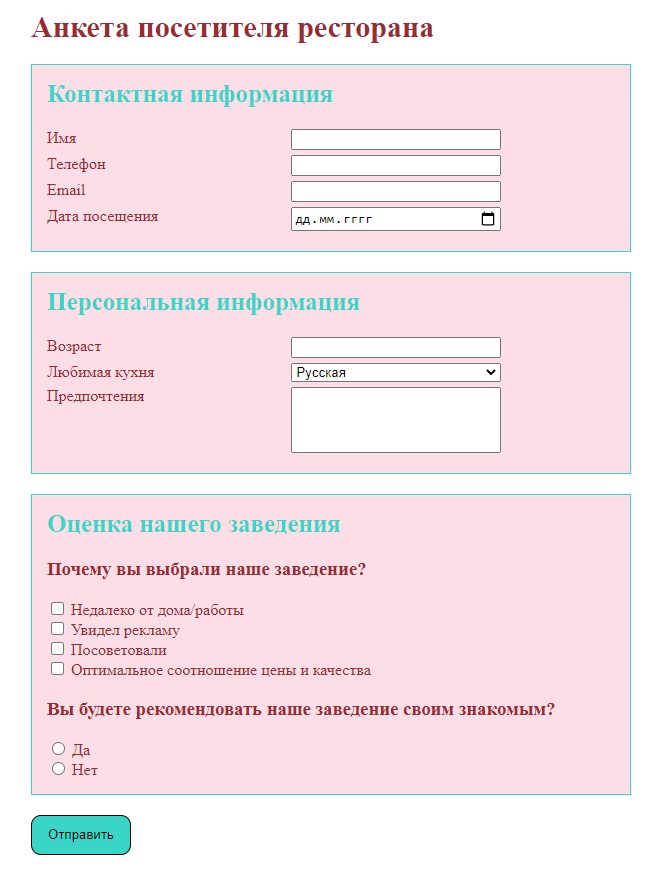 Анкета посетителя ресторана
Контактная информация
Имя
Телефон
Email
Дата посещения дд.мм.гггг
Персональная информация
Возраст
Любимая кухня Русская
Предпочтения
Оценка нашего заведения
Почему вы выбрали наше заведение?
Недалеко от дома/работы
Увидел рекламу
Посоветовали
Оптимальное соотношение цены и качества
Вы будете рекомендовать наше заведение своим знакомым?
Да
Нет
Отправить